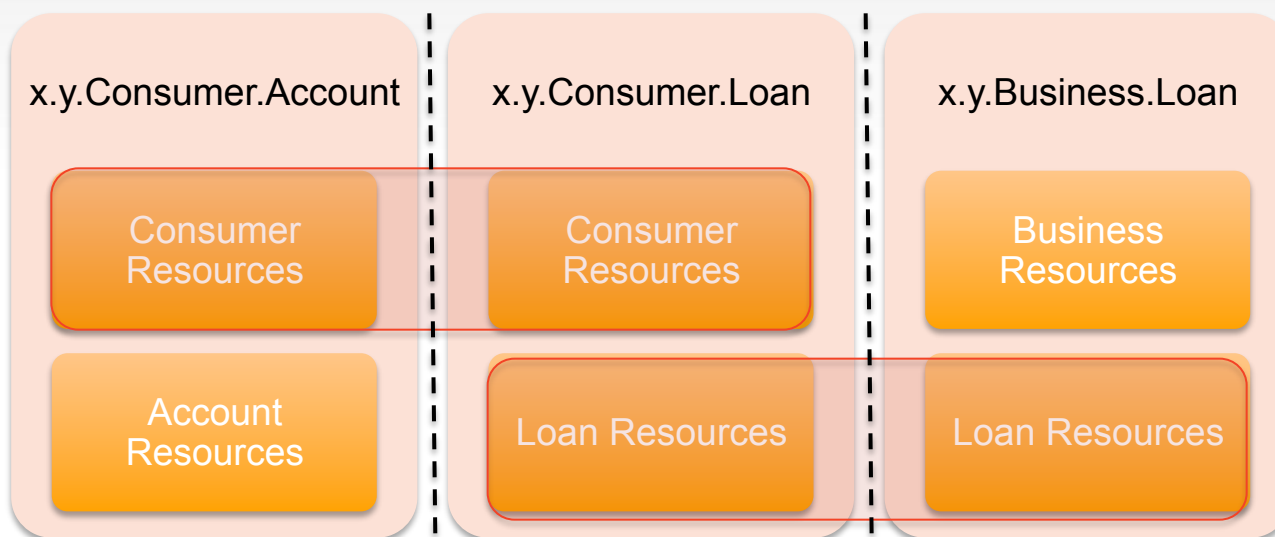 x.y.Consumer.Account
x.y.Consumer.Loan
x.y.Business.Loan
Consumer
Resources
Consumer
Resources
Business
Resources
Account
Resources
Loan Resources
Loan Resources